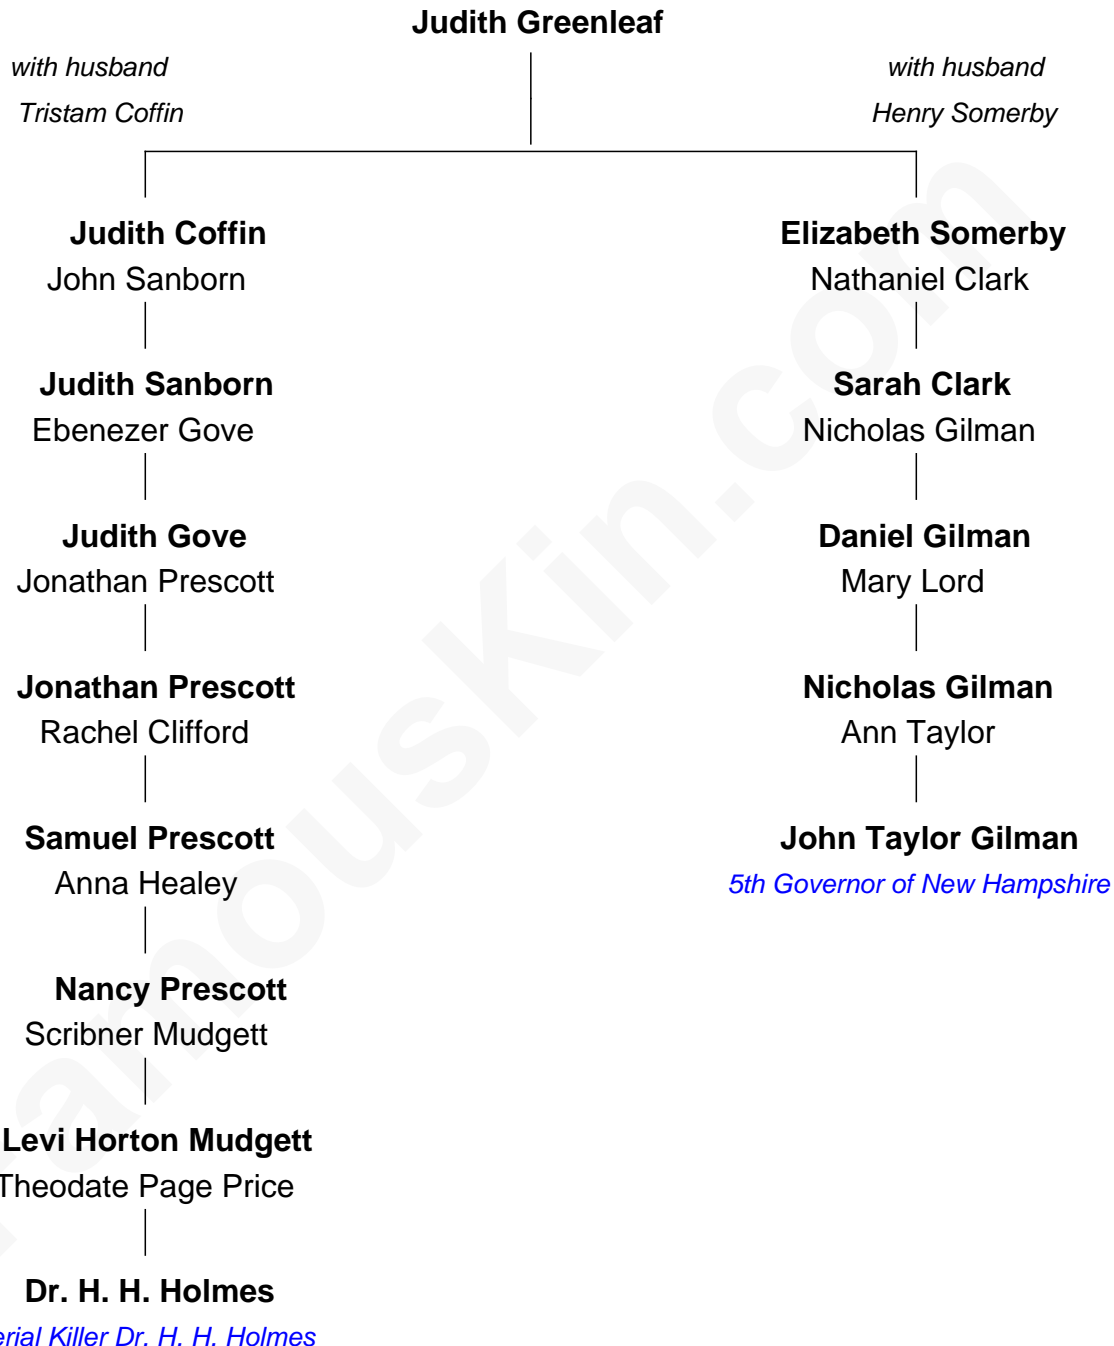 Judith Greenleaf
with husband
Tristam Coffin
with husband
Henry Somerby
Judith Coffin
John Sanborn
Elizabeth Somerby
Nathaniel Clark
Judith Sanborn
Ebenezer Gove
Sarah Clark
Nicholas Gilman
Judith Gove
Jonathan Prescott
Daniel Gilman
Mary Lord
Jonathan Prescott
Rachel Clifford
Nicholas Gilman
Ann Taylor
Samuel Prescott
Anna Healey
John Taylor Gilman
5th Governor of New Hampshire
Nancy Prescott
Scribner Mudgett
Levi Horton Mudgett
Theodate Page Price
Dr. H. H. Holmes
erial Killer Dr. H. H. Holmes
FamousKin.com